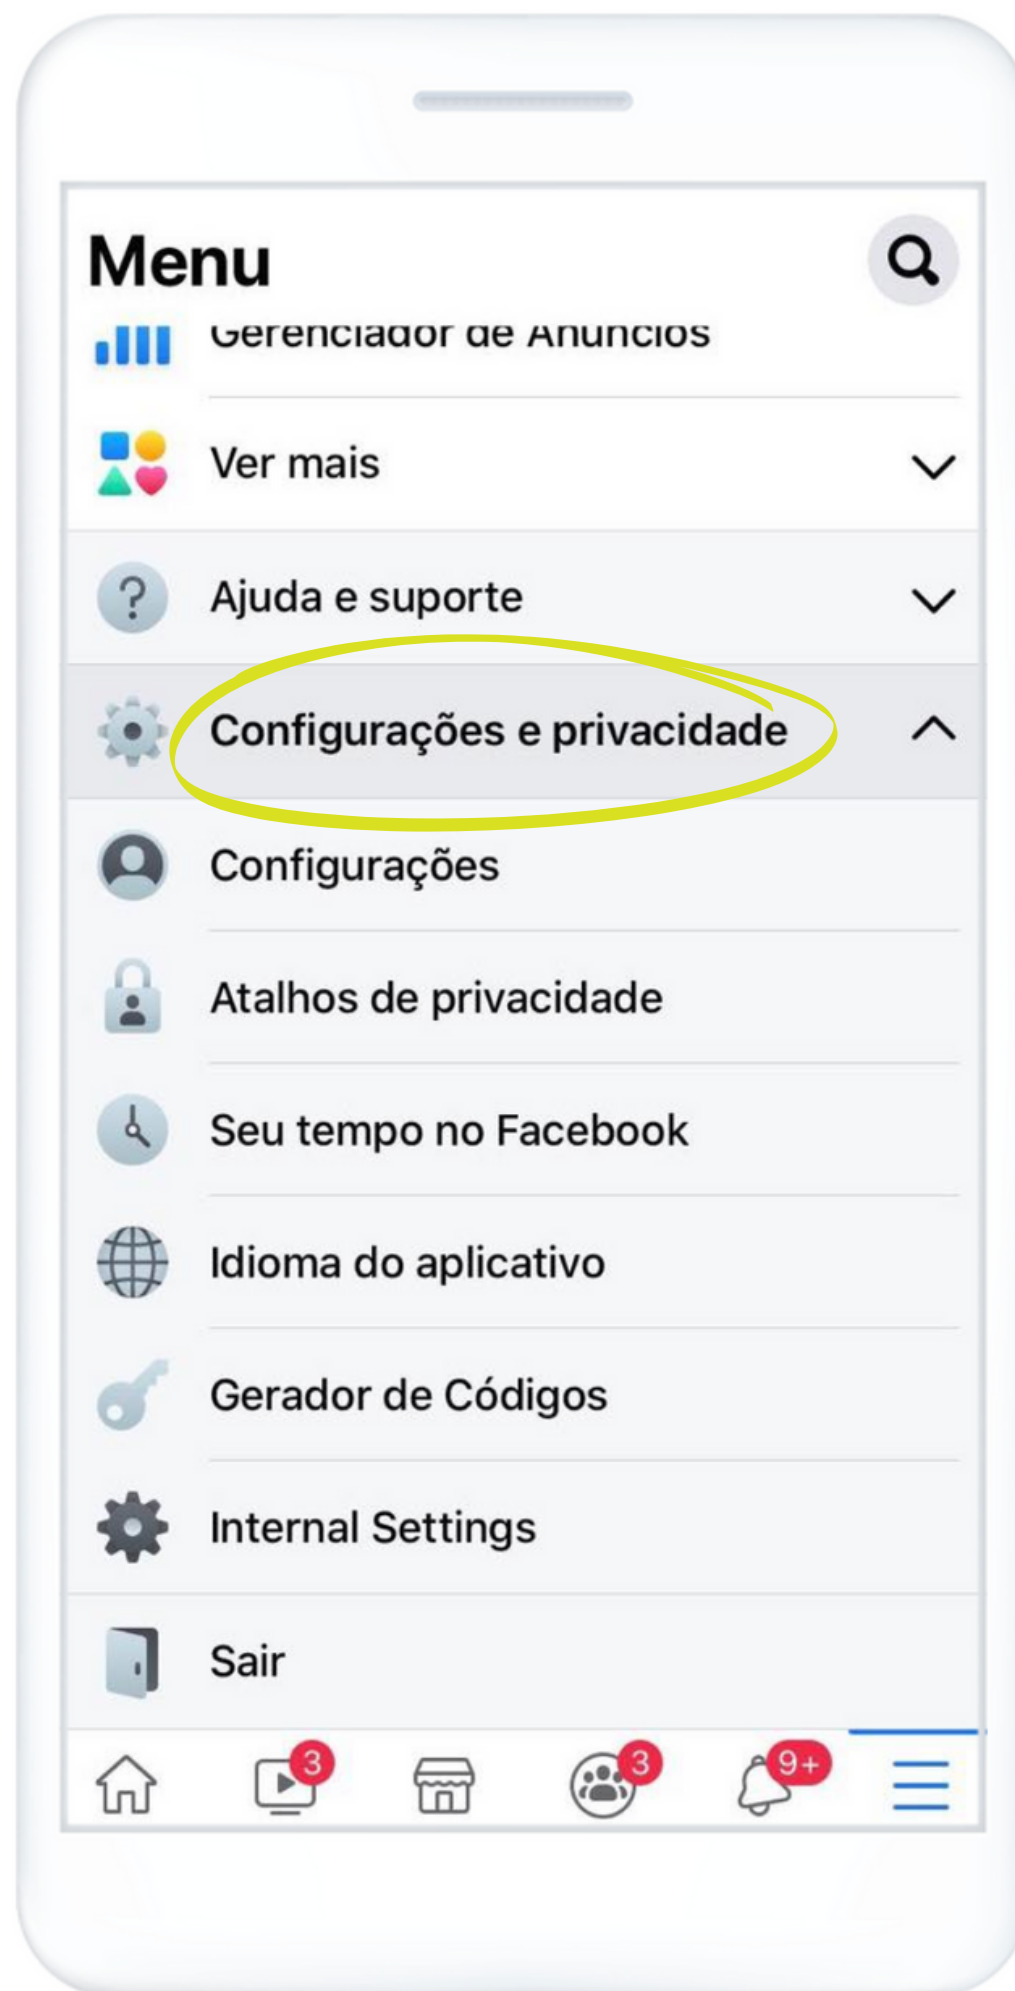 Menu
Gerenciador de Anúncios
Ver mais
?
Ajuda e suporte
Configurações e privacidade
Configurações
Atalhos de privacidade
Seu tempo no Facebook
Idioma do aplicativo
Gerador de Códigos
Internal Settings
Sair
3 3 9+